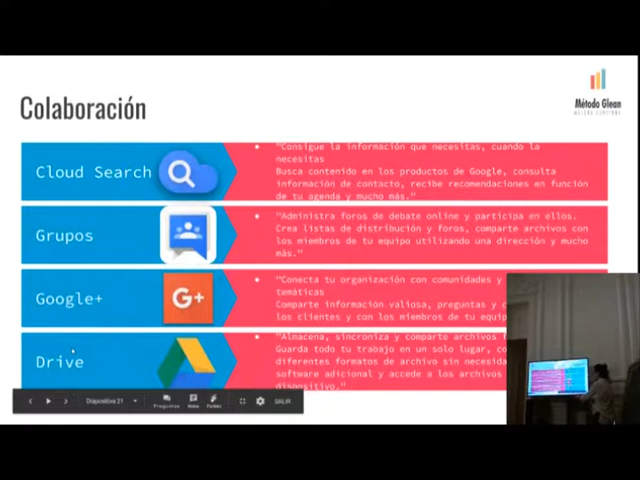 Colaboración
Método Glean
Cloud Search
"Consigue la información que necesitas, cuando la
necesitas
Busca contenido en los productos de Google, consulta
información de contacto, recibe recomendaciones en función
de tu agenda y mucho más."
Grupos
"Administra foros de debate online y participa en ellos.
Crea listas de distribución y foros, comparte archivos con
los miembros de tu equipo utilizando una dirección y mucho
más."
Google+
G+
"Conecta tu organización con comunidades y
temáticas
Comparte información valiosa, preguntas y
los clientes y con los miembros de tu equip
Drive
"Almacena, sincroniza y comparte archivos
Guarda todo tu trabajo en un solo lugar,
diferentes formatos de archivo sin necesidad
software adicional y accede a los archivos
dispositivo."
Diapositiva 21
Preguntas
Notas
SALIR